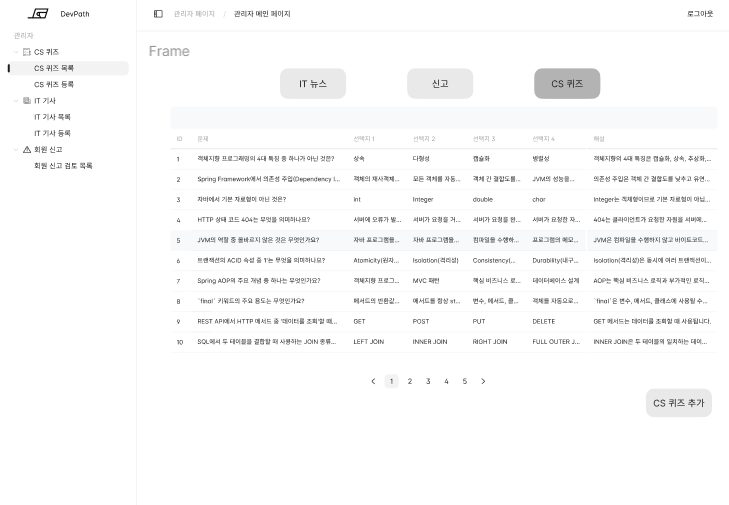 DevPath
관리자 페이지 / 관리자 메인 페이지
로그아웃
관리자
CS 퀴즈
CS 퀴즈 목록
CS 퀴즈 등록
IT 기사
IT 기사 목록
IT 기사 등록
회원 신고
회원 신고 검토 목록
Frame
IT 뉴스
신고
CS 퀴즈
ID 문제 선택지 1 선택지 2 선택지 3 선택지 4 해설
1 객체지향 프로그래밍의 4대 특징 중 하나가 아닌 것은? 상속 다형성 캡슐화 병렬성 객체지향의 4대 특징은 캡슐화, 상속, 추상화,...
2 Spring Framework에서 의존성 주입(Dependency I... 객체의 재사용... 모든 객체를 자동... 객체 간 결합도를... JVM의 성능을... 의존성 주입은 객체 간 결합도를 낮추고 유연...
3 자바에서 기본 자료형이 아닌 것은? int Integer double char Integer는 객체형이므로 기본 자료형이 아닙...
4 HTTP 상태 코드 404는 무엇을 의미하나요? 서버에 오류가 발... 서버가 요청을 거... 서버가 요청을 완... 서버가 요청한 자... 404는 클라이언트가 요청한 자원을 서버에...
5 JVM의 역할 중 올바르지 않은 것은 무엇인가요? 자바 프로그램을... 자바 프로그램을... 컴파일을 수행하... 프로그램의 메모... JVM은 컴파일을 수행하지 않고 바이트코드...
6 트랜잭션의 ACID 속성 중 'I'는 무엇을 의미하나요? Atomicity(원자... Isolation(격리성) Consistency(... Durability(내구... Isolation(격리성)은 동시에 여러 트랜잭션이...
7 Spring AOP의 주요 개념 중 하나는 무엇인가요? 객체지향 프로그... MVC 패턴 핵심 비즈니스 로... 데이터베이스 설계 AOP는 핵심 비즈니스 로직과 부가적인 로직...
8 `final` 키워드의 주요 용도는 무엇인가요? 메서드의 반환값... 메서드를 항상 st... 변수, 메서드, 클... 객체를 자동으로... `final`은 변수, 메서드, 클래스에 사용될 수...
9 REST API에서 HTTP 메서드 중 '데이터를 조회'할 때... GET POST PUT DELETE GET 메서드는 데이터를 조회할 때 사용됩니다.
10 SQL에서 두 테이블을 결합할 때 사용하는 JOIN 종류... LEFT JOIN INNER JOIN RIGHT JOIN FULL OUTER J... INNER JOIN은 두 테이블의 일치하는 데이...
1 2 3 4 5
CS 퀴즈 추가